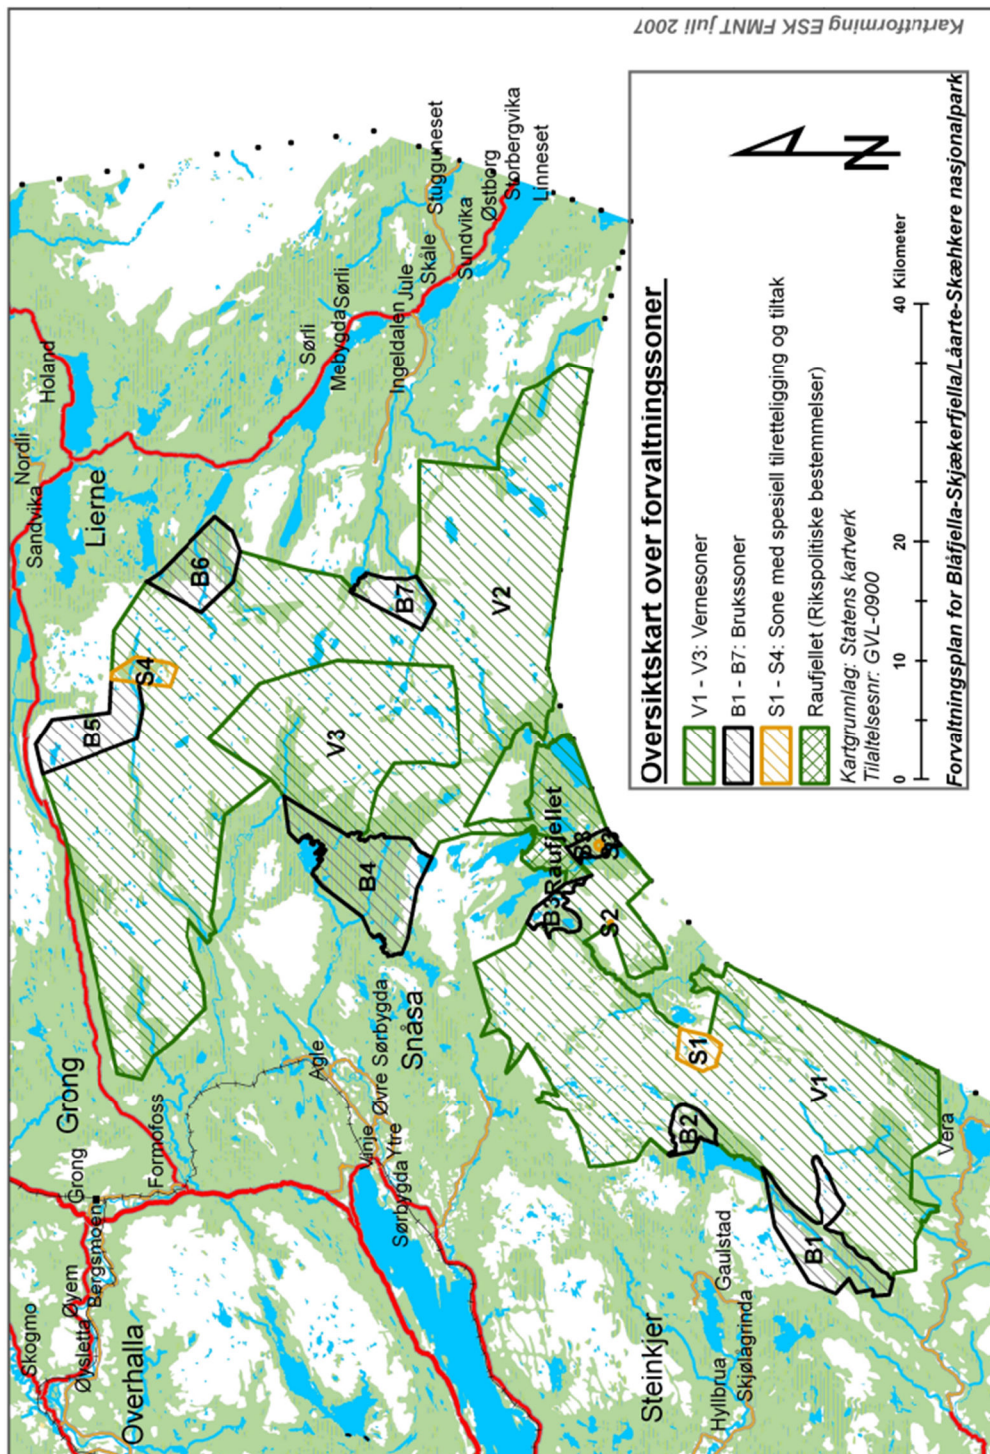 Kartutforming ESK FMNT juli 2007
Skogmo
Øysletta
Øyem
Bergsmoen
Grong
Grong
Overhalla
Formofoss
Sandvika
Nordli
Holand
Lierne
B5
S4
B6
Sørli
Mebygda
Sørli
Ingeldalen
Jule
Skåle
Sundvika
Stugguneset
Østborg
Storbergvika
Linneset
V3
B7
V2
B4
Agle
Vinje
Øvre Sørbygda
Snåsa
Ytre
Sørbygda
Raufjellet
B3
S3
S2
S1
B2
V1
B1
Steinkjer
Gaulstad
Hyllbrua
Skjølågrinda
Vera
Oversiktskart over forvaltningssoner
V1 - V3: Vernesoner
B1 - B7: Brukssoner
S1 - S4: Sone med spesiell tilretteligging og tiltak
Raufjellet (Rikspolitiske bestemmelser)
Kartgrunnlag: Statens kartverk
Tillaltelsesnr: GVL-0900
N
0 10 20 40 Kilometer
Forvaltningsplan for Blåfjella-Skjækerfjella/Låarte-Skæhkere nasjonalpark